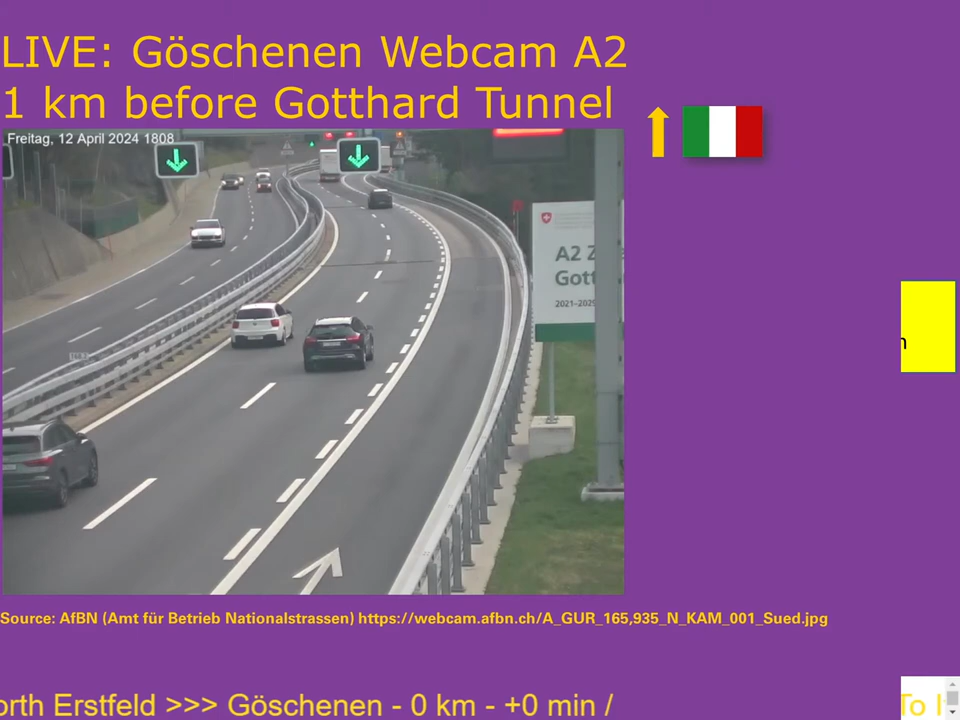 LIVE: Göschenen Webcam A2
1 km before Gotthard Tunnel
Freitag, 12 April 2024 1808
A2
Gott
2021-2029
Source: AfBN (Amt für Betrieb Nationalstrassen) https://webcam.afbn.ch/A_GUR_165,935_N_KAM_001_Sued.jpg
orth Erstfeld >>> Göschenen - 0 km - +0 min /
To